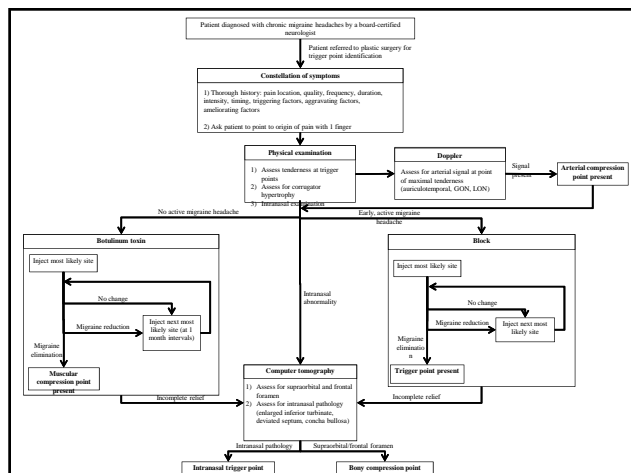 Patient diagnosed with chronic migraine headaches by a board-certified
neurologist
Patient referred to plastic surgery for
trigger point identification
Constellation of symptoms
1) Thorough history: pain location, quality, frequency, duration,
intensity, timing, triggering factors, aggravating factors,
ameliorating factors
2) Ask patient to point to origin of pain with 1 finger
Physical examination
1) Assess tenderness at trigger
points
2) Assess for corrugator
hypertrophy
3) Intranasal examination
Doppler
Assess for arterial signal at point
of maximal tenderness
(auriculotemporal, GON, LON)
Signal
present
Arterial compression
point present
No active migraine headache
Early, active migraine
headache
Botulinum toxin
Inject most likely site
No change
Migraine reduction
Inject next most
likely site (at 1
month intervals)
Migraine
elimination
Muscular
compression point
present
Intranasal
abnormality
Block
Inject most likely site
No change
Migraine reduction
Inject next most
likely site
Migraine
eliminatio
n
Trigger point present
Incomplete relief
Computer tomography
1) Assess for supraorbital and frontal
foramen
2) Assess for intranasal pathology
(enlarged inferior turbinate,
deviated septum, concha bullosa)
Incomplete relief
Intranasal pathology
Supraorbital/frontal foramen
Intranasal trigger point
Bony compression point